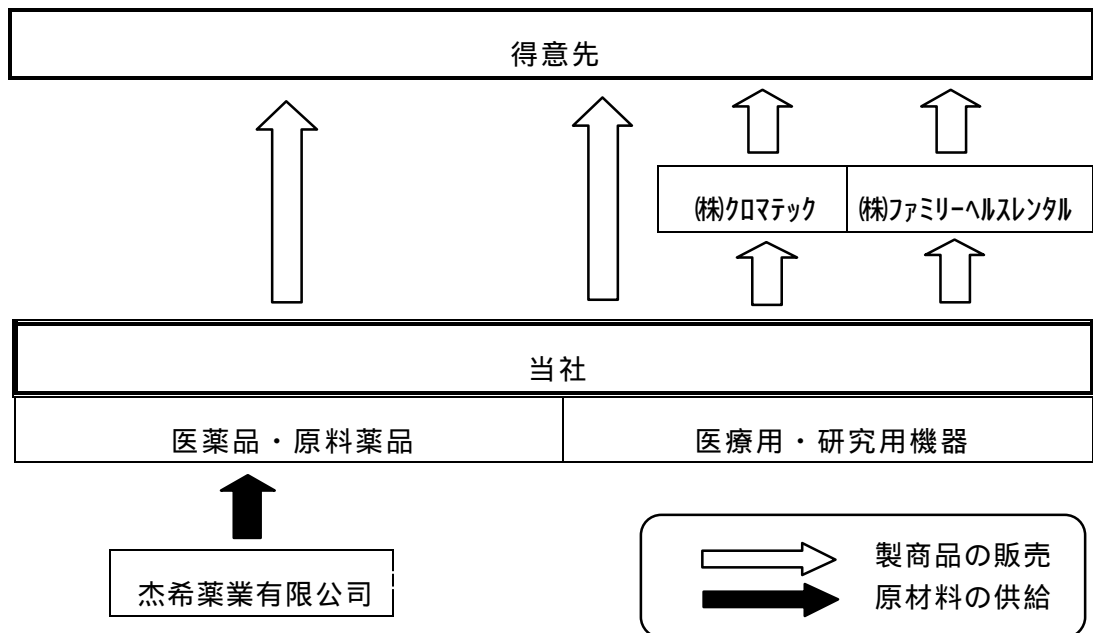 得意先
㈱クロマテック
㈱ファミリーヘルスレンタル
当社
医薬品・原料薬品
医療用・研究用機器
杰希薬業有限公司
製商品の販売
原材料の供給